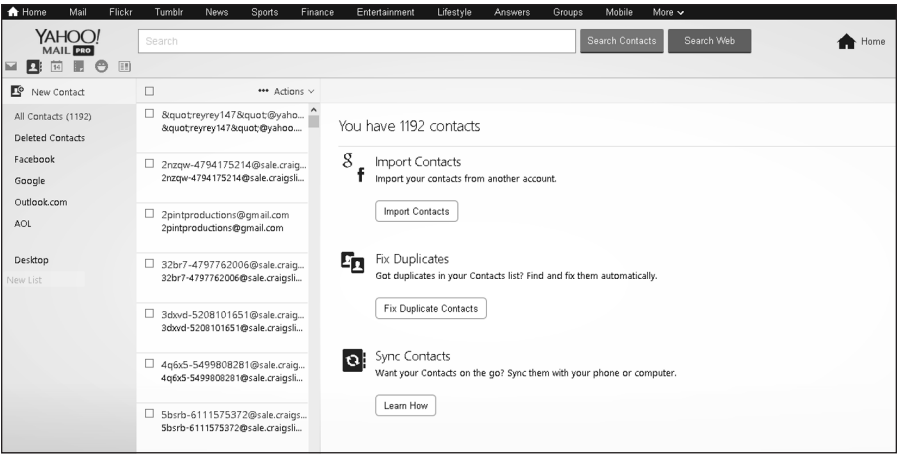 Home Mail Flickr Tumblr News Sports Finance Entertainment Lifestyle Answers Groups Mobile More
YAHOO!
MAIL PRO
Search
Search Contacts
Search Web
Home
14
New Contact
••• Actions
All Contacts (1192)
Deleted Contacts
Facebook
Google
Outlook.com
AOL
Desktop
New List
&quot;reyrey147&quot;@yaho...
&quot;reyrey147&quot;@yahoo....
2nzqw-4794175214@sale.craig...
2nzqw-4794175214@sale.craigsli...
2pintproductions@gmail.com
2pintproductions@gmail.com
32br7-4797762006@sale.craig...
32br7-4797762006@sale.craigsli...
3dxvd-5208101651@sale.craig...
3dxvd-5208101651@sale.craigsli...
4q6x5-5499808281@sale.craig...
4q6x5-5499808281@sale.craigsli...
5bsrb-6111575372@sale.craigs...
5bsrb-6111575372@sale.craigsli...
You have 1192 contacts
g f
Import Contacts
Import your contacts from another account.
Import Contacts
Fix Duplicates
Got duplicates in your Contacts list? Find and fix them automatically.
Fix Duplicate Contacts
Sync Contacts
Want your Contacts on the go? Sync them with your phone or computer.
Learn How